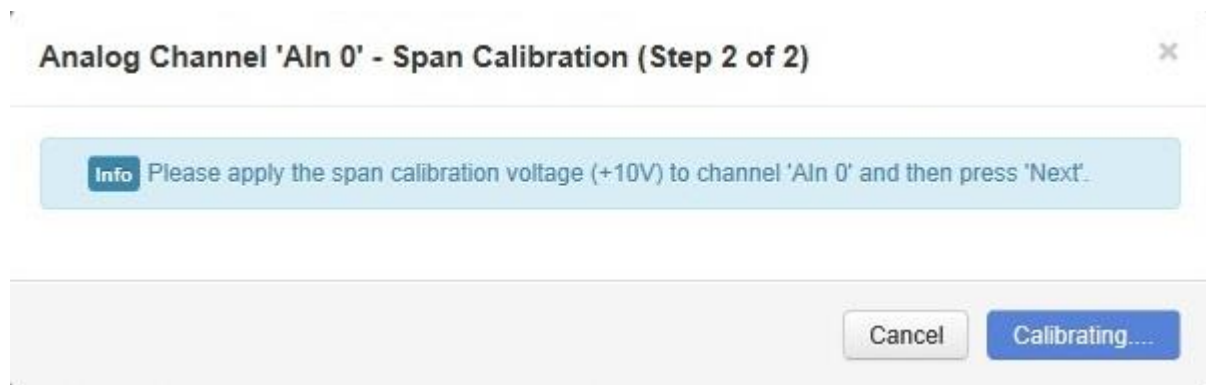 Analog Channel 'AIn 0' - Span Calibration (Step 2 of 2)
×
Info Please apply the span calibration voltage (+10V) to channel 'AIn 0' and then press 'Next'.
Cancel
Calibrating....